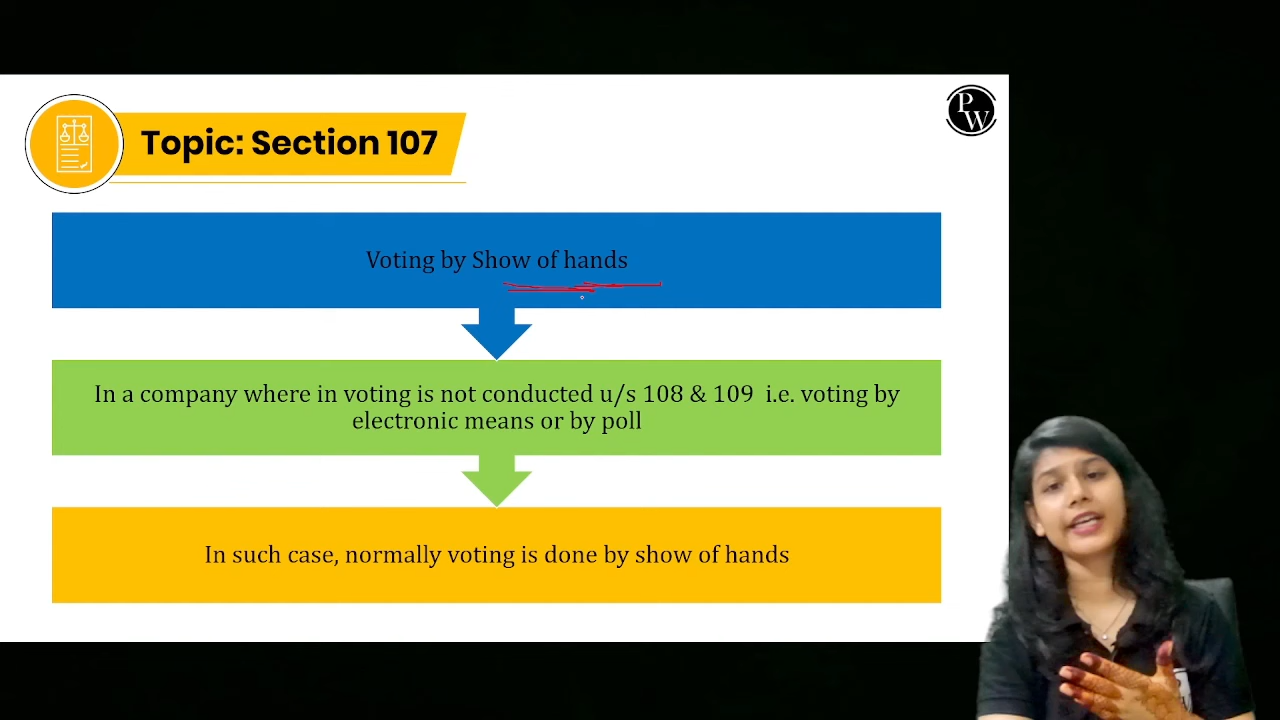 PW
Topic: Section 107
Voting by Show of hands
In a company where in voting is not conducted u/s 108 & 109 i.e. voting by
electronic means or by poll
In such case, normally voting is done by show of hands